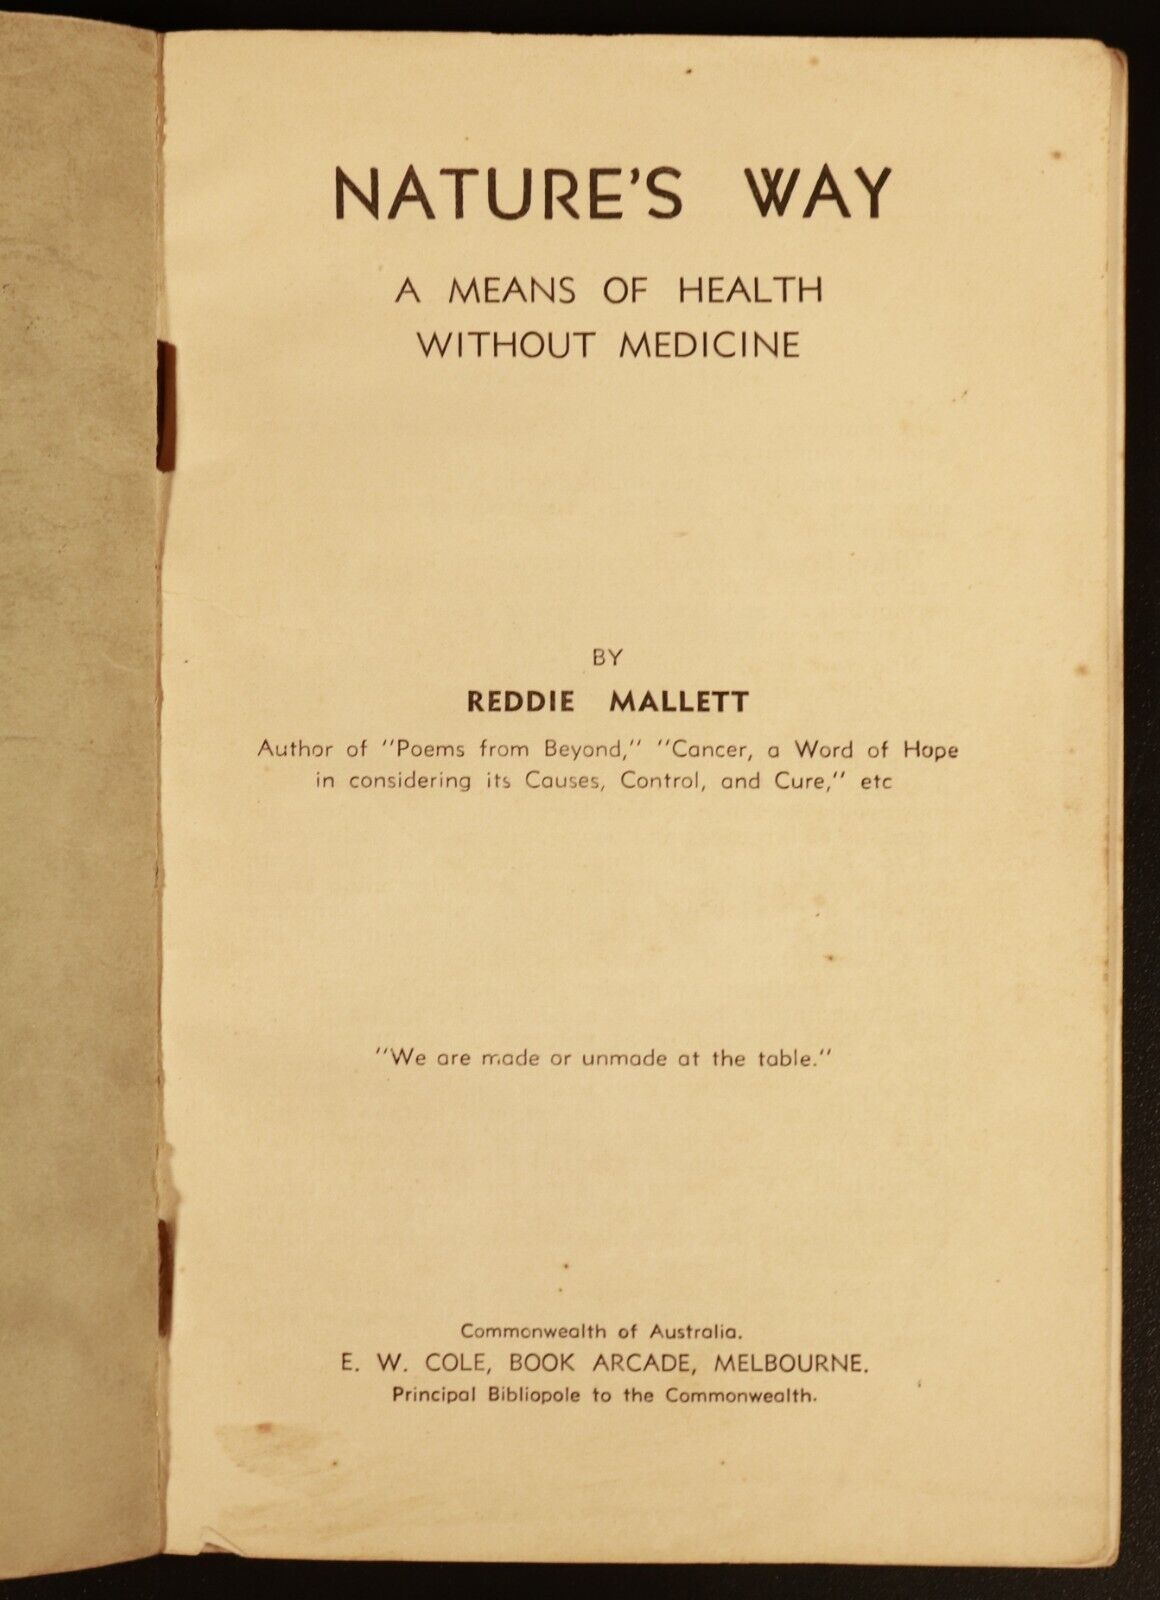 NATURE'S WAY
A MEANS OF HEALTH
WITHOUT MEDICINE
BY
REDDIE MALLETT
Author of "Poems from Beyond," "Cancer, a Word of Hope
in considering its Causes, Control, and Cure," etc
"We are made or unmade at the table."
Commonwealth of Australia.
E. W. COLE, BOOK ARCADE, MELBOURNE.
Principal Bibliopole to the Commonwealth.